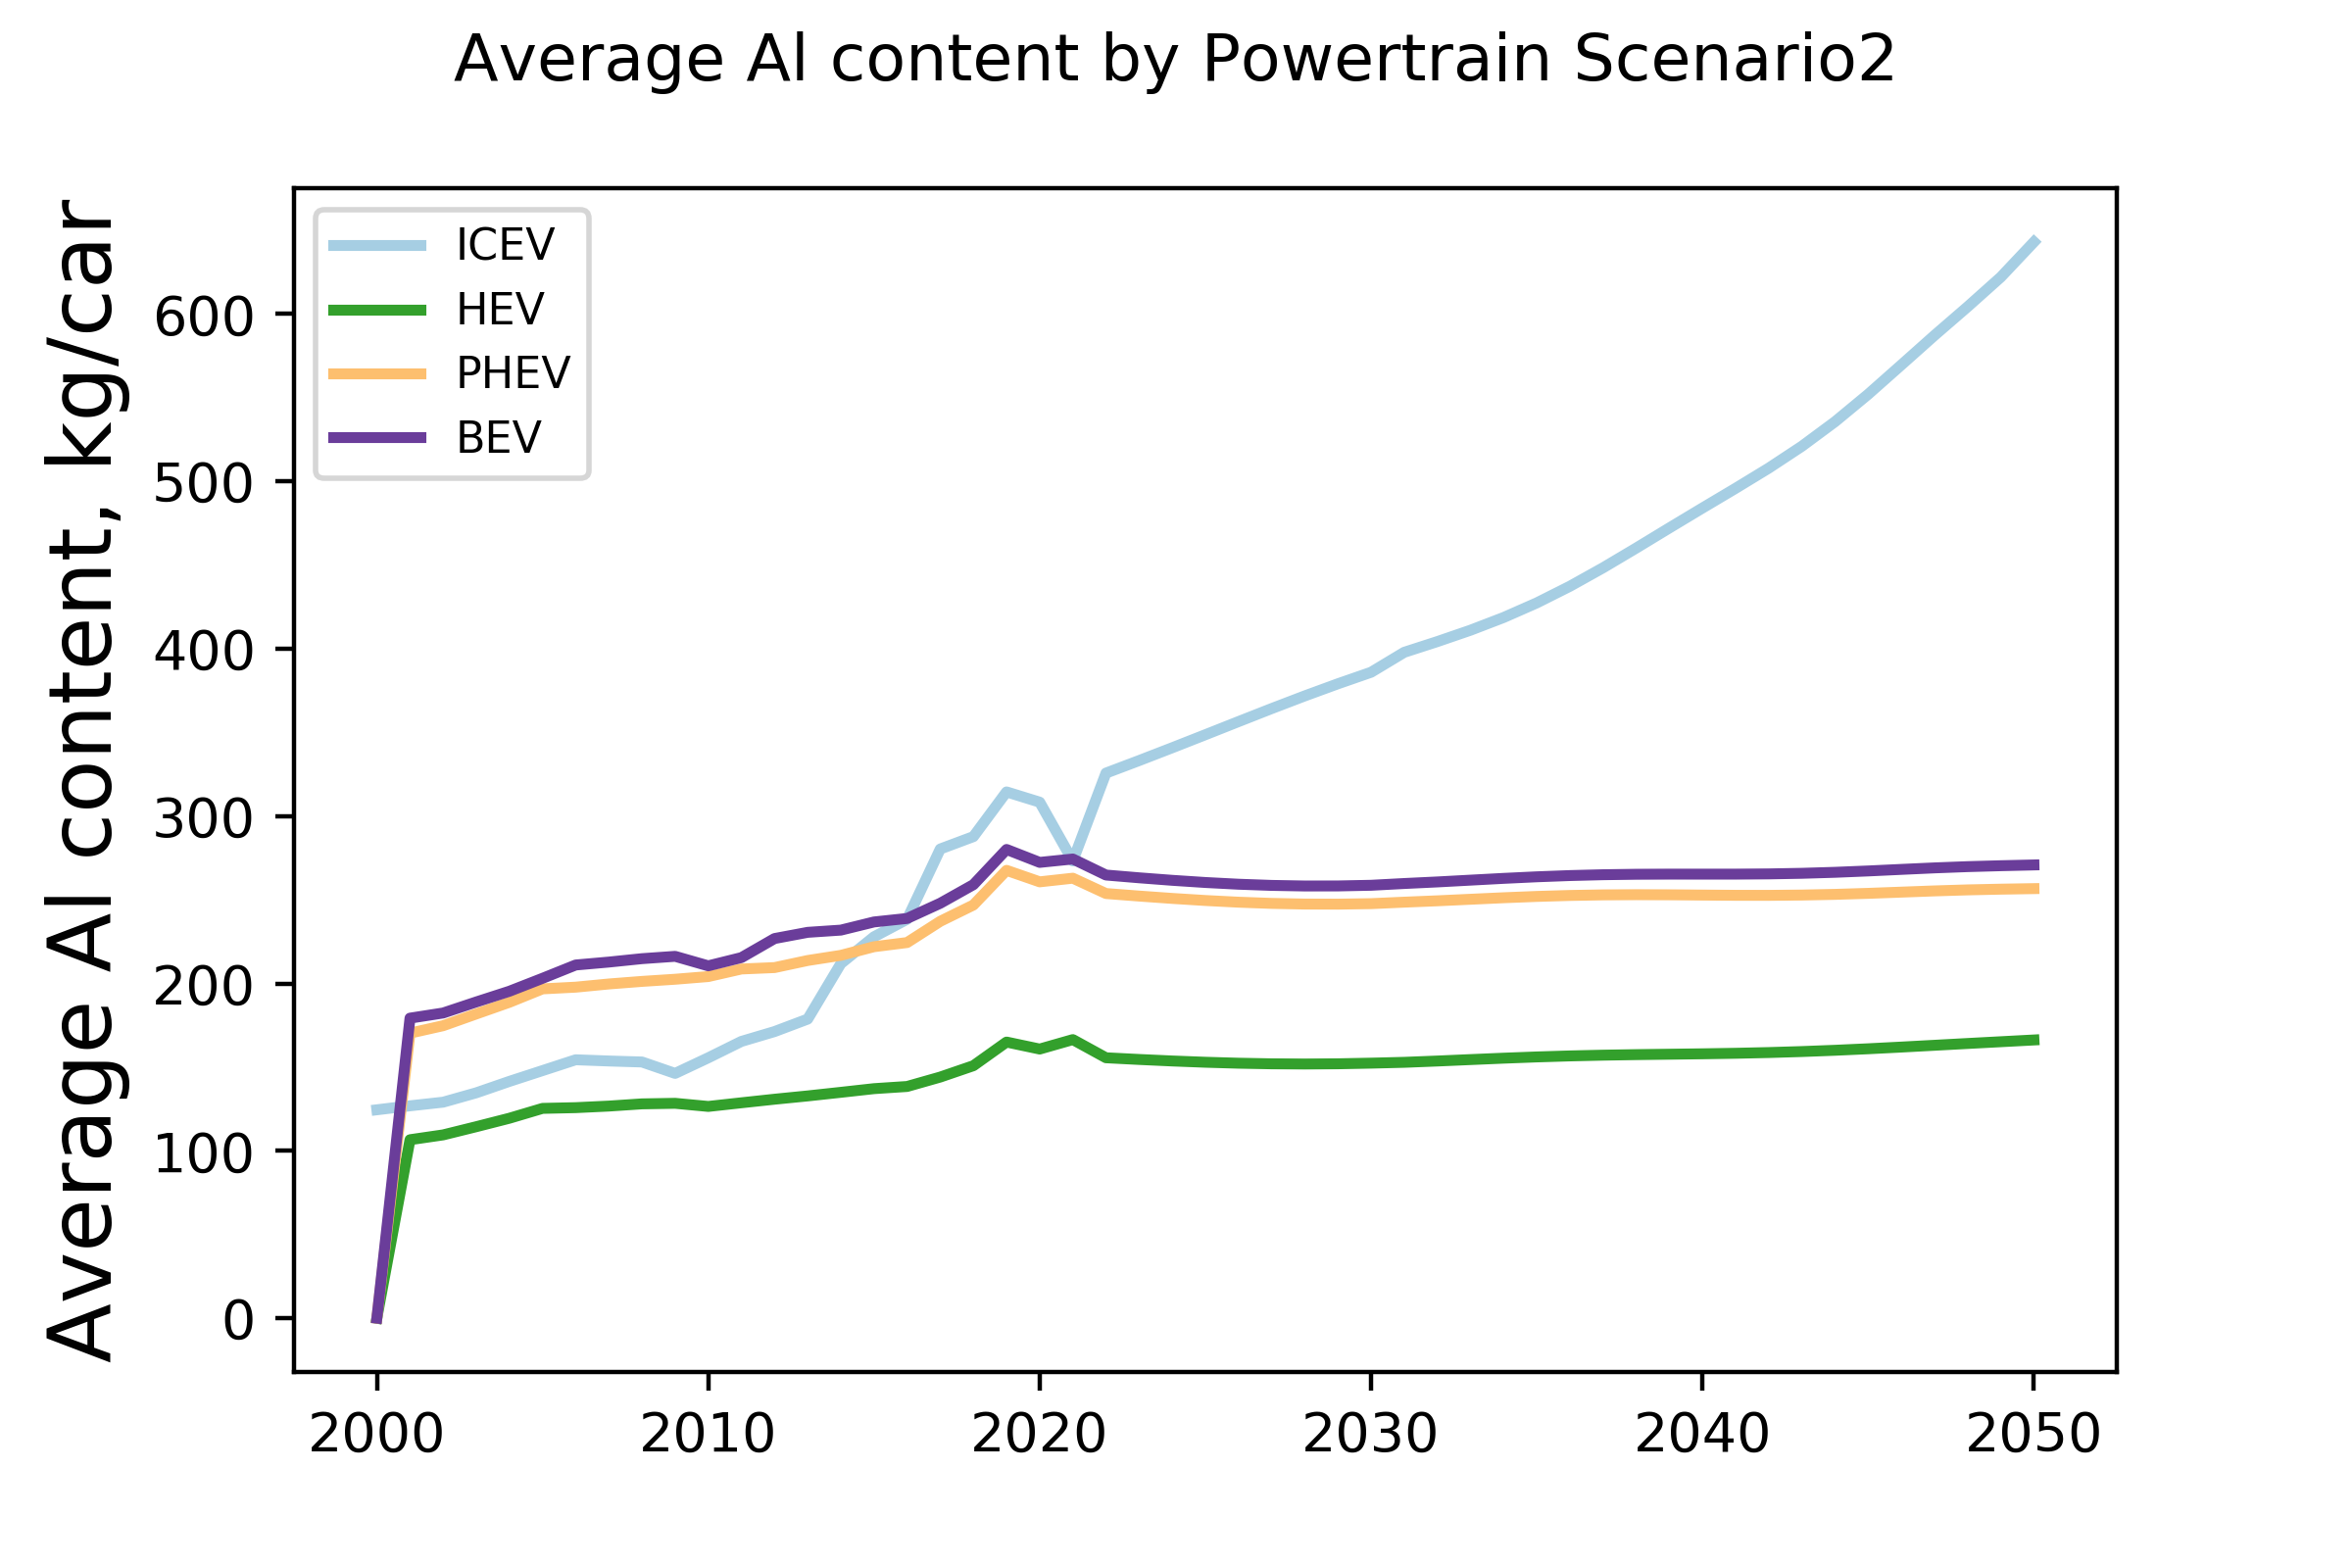 Average Al content by Powertrain Scenario2
Average Al content, kg/car
ICEV
HEV
PHEV
BEV
600
500
400
300
200
100
0
2000 2010 2020 2030 2040 2050